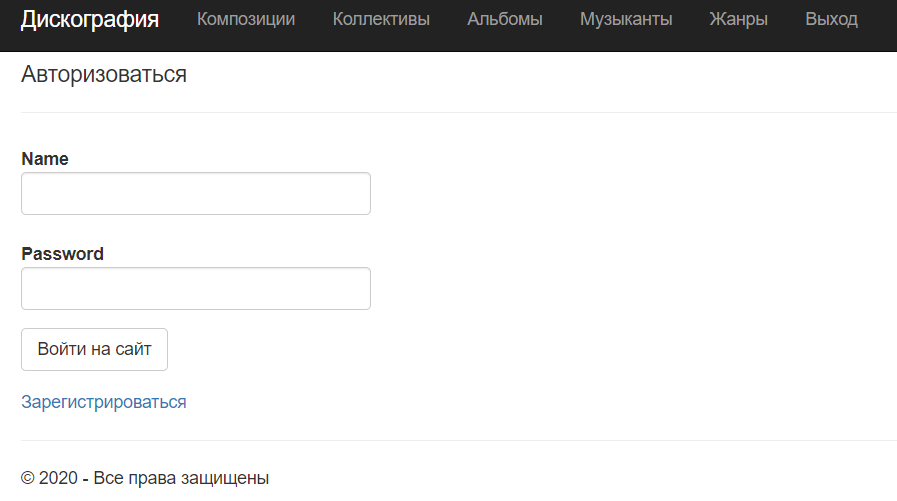 Дискография Композиции Коллективы Альбомы Музыканты Жанры Выход
Авторизоваться
Name
Password
Войти на сайт
Зарегистрироваться
© 2020 - Все права защищены